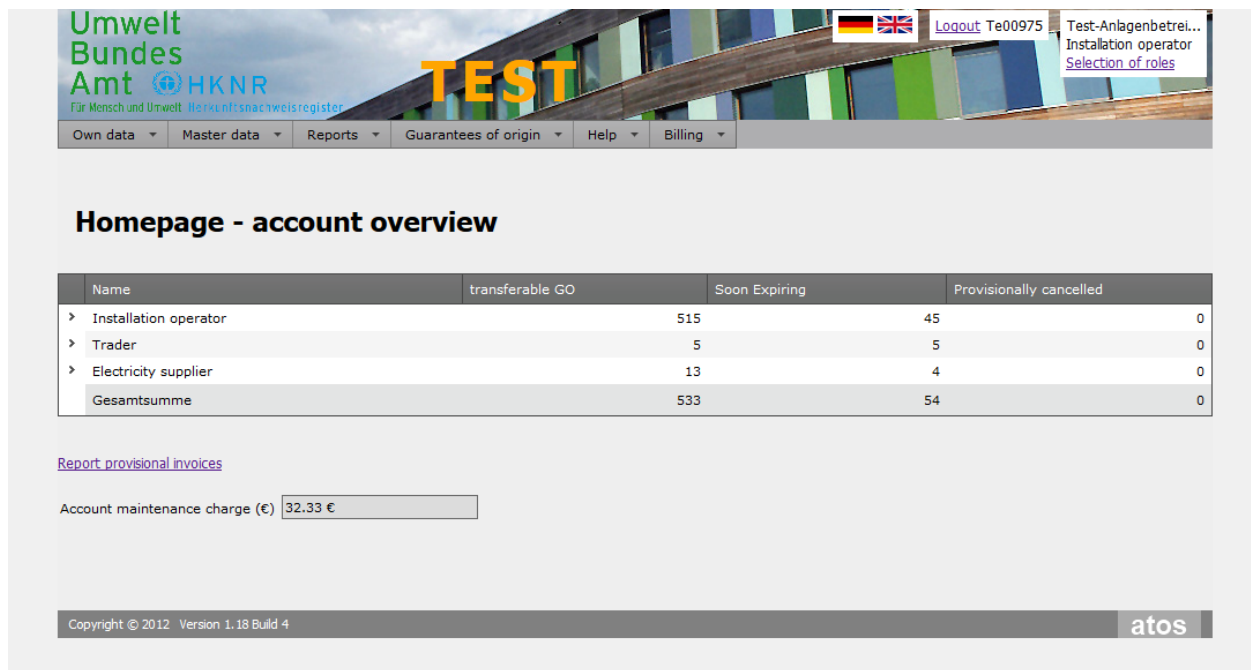 Umwelt
Bundes
Amt HKNR
Für Mensch und Umwelt Herkunftsnachweisregister
TEST
Logout Te00975
Test-Anlagenbetrei...
Installation operator
Selection of roles
Own data Master data Reports Guarantees of origin Help Billing
Homepage - account overview
Name transferable GO Soon Expiring Provisionally cancelled
Installation operator 515 45 0
Trader 5 5 0
Electricity supplier 13 4 0
Gesamtsumme 533 54 0
Report provisional invoices
Account maintenance charge (€) 32.33 €
Copyright © 2012 Version 1.18 Build 4
atos